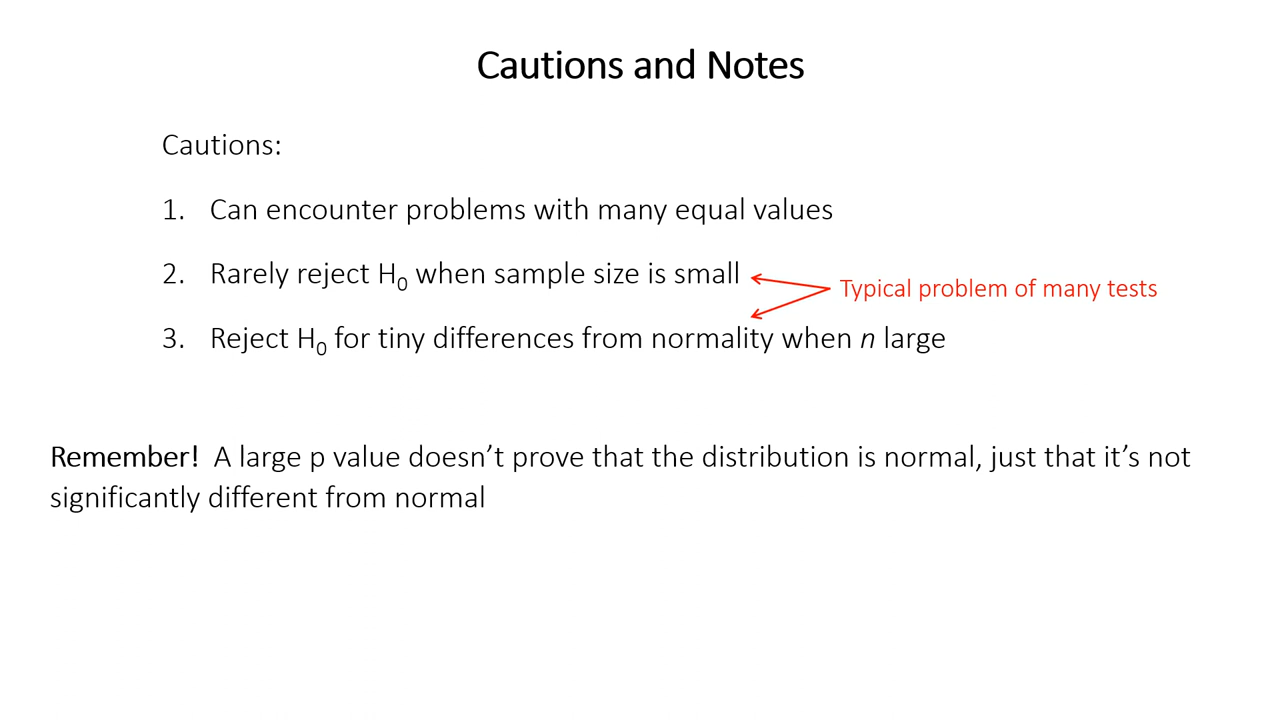 Cautions and Notes
Cautions:
1. Can encounter problems with many equal values
2. Rarely reject H0 when sample size is small
Typical problem of many tests
3. Reject H0 for tiny differences from normality when n large
Remember! A large p value doesn’t prove that the distribution is normal, just that it’s not
significantly different from normal